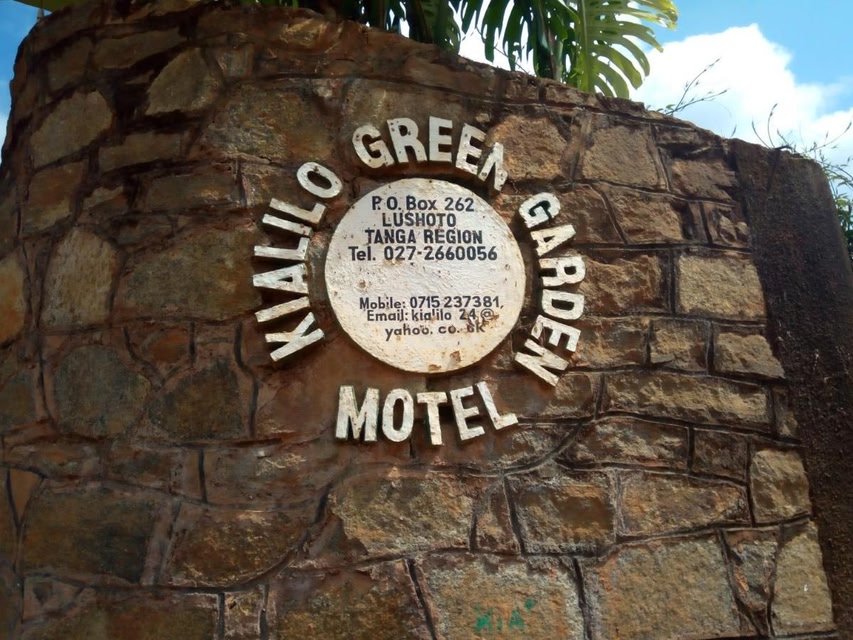 KIALILO GREEN GARDEN
MOTEL
P.O. Box 262
LUSHOTO
TANGA REGION
Tel. 027-2660056
Mobile: 0715 237381,
Email: kialilo 24@
yahoo. co. sk